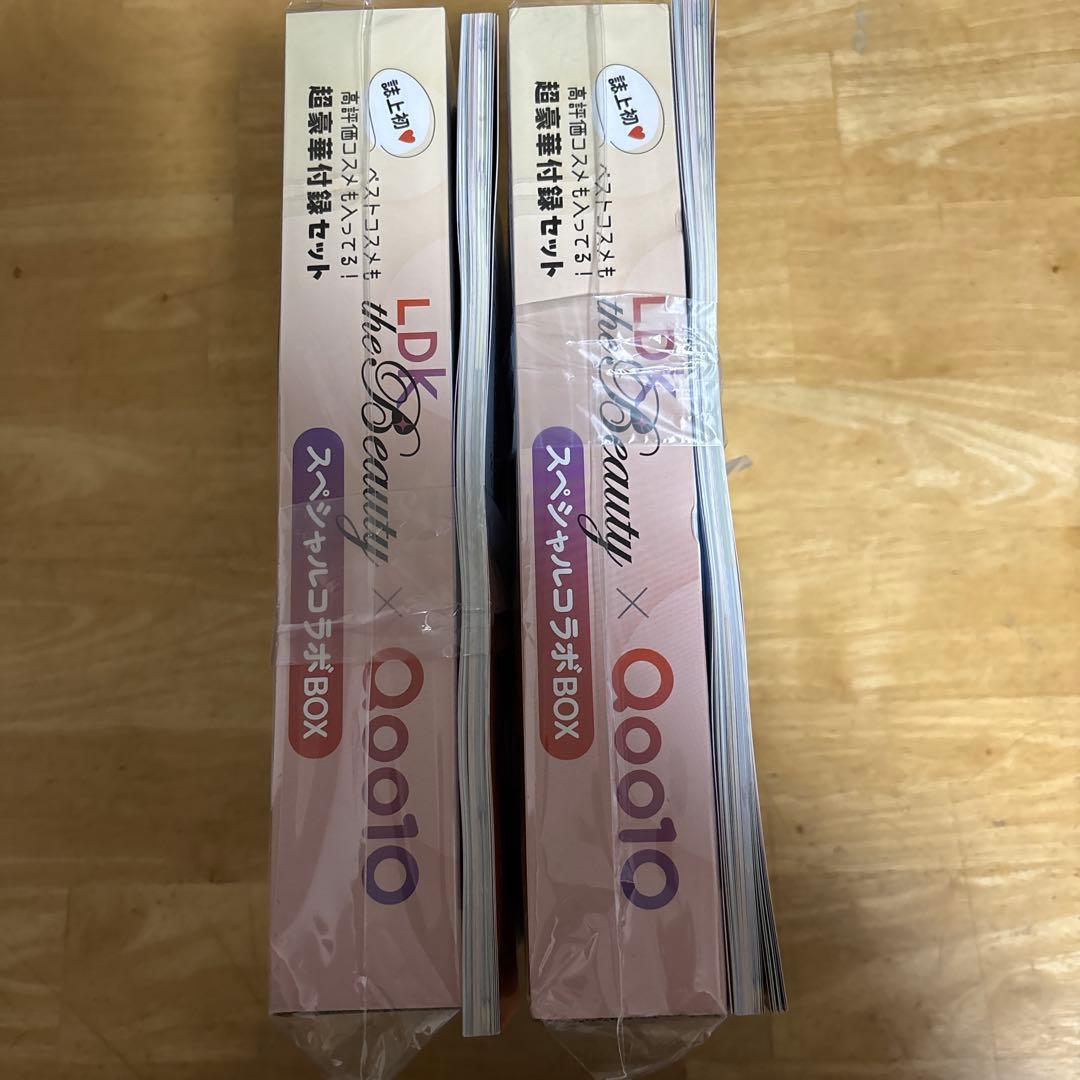 誌上初
ベストコスメも
高評価コスメも入ってる！
超豪華付録セット
LDK
the Beauty
×
Qoo10
スペシャルコラボBOX
誌上初
ベストコスメも
高評価コスメも入ってる！
超豪華付録セット
LDK
the Beauty
×
Qoo10
スペシャルコラボBOX